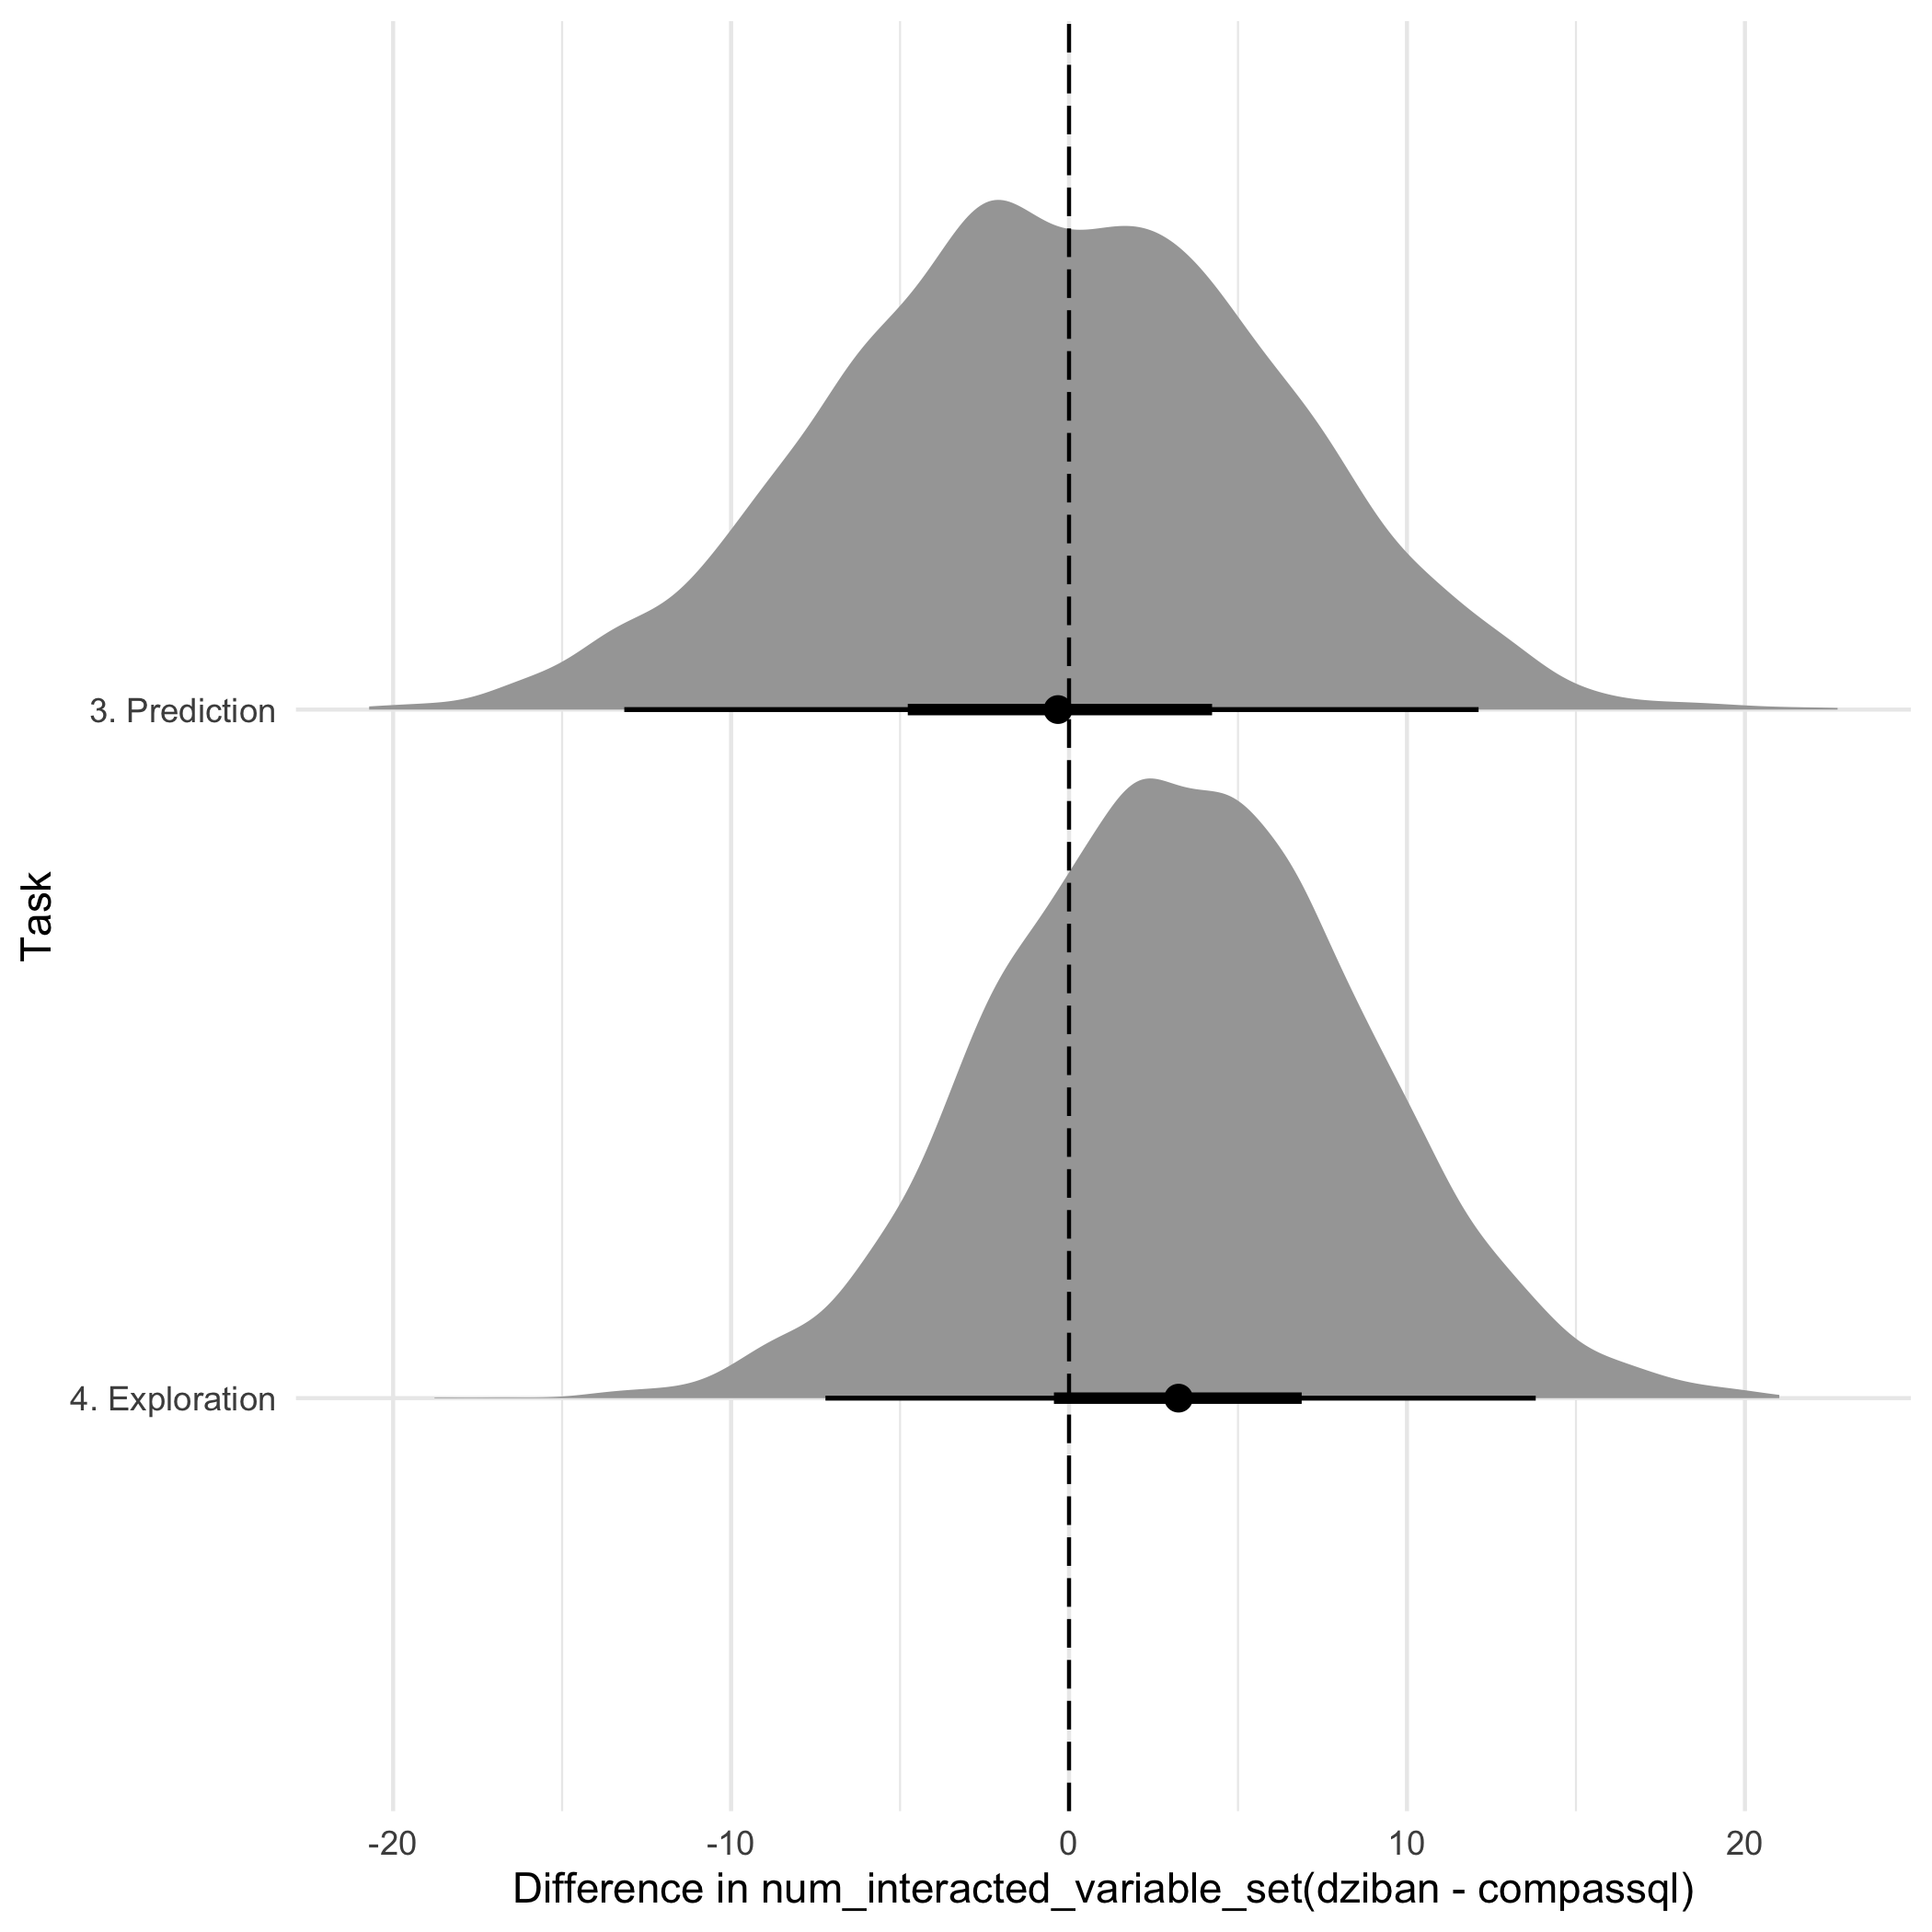 3. Prediction
Task
4. Exploration
-20 -10 0 10 20
Difference in num_interacted_variable_set(dziban - compassql)